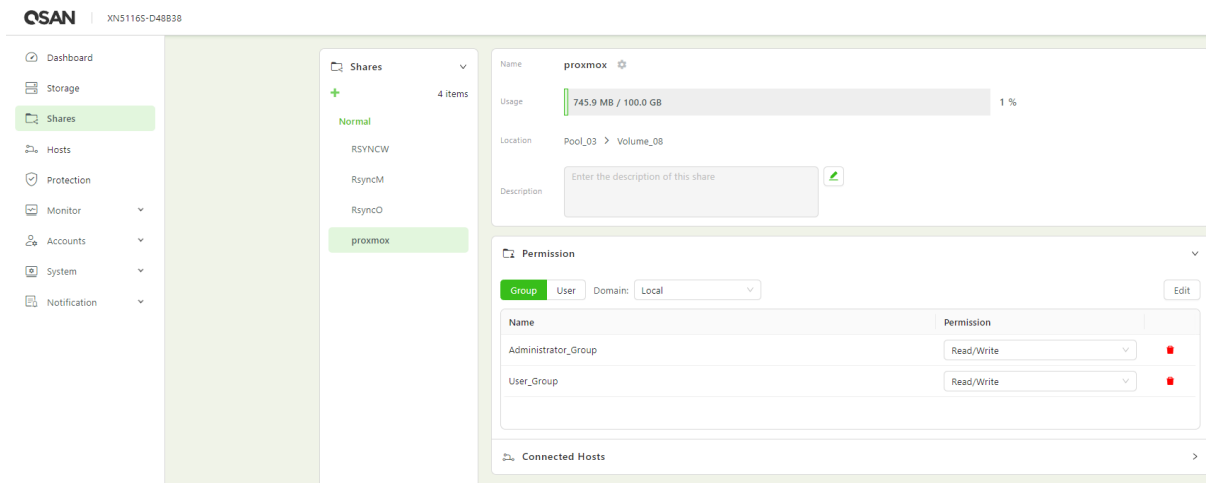 QSAN
XN5116S-D48B38
Dashboard
Storage
Shares
Hosts
Protection
Monitor
Accounts
System
Notification
Shares
4 items
Normal
RSYNCW
RsyncM
RsyncO
proxmox
Name proxmox
Usage 745.9 MB / 100.0 GB 1 %
Location Pool_03 > Volume_08
Description Enter the description of this share
Permission
Group User Domain: Local Edit
Name Permission
Administrator_Group Read/Write
User_Group Read/Write
Connected Hosts